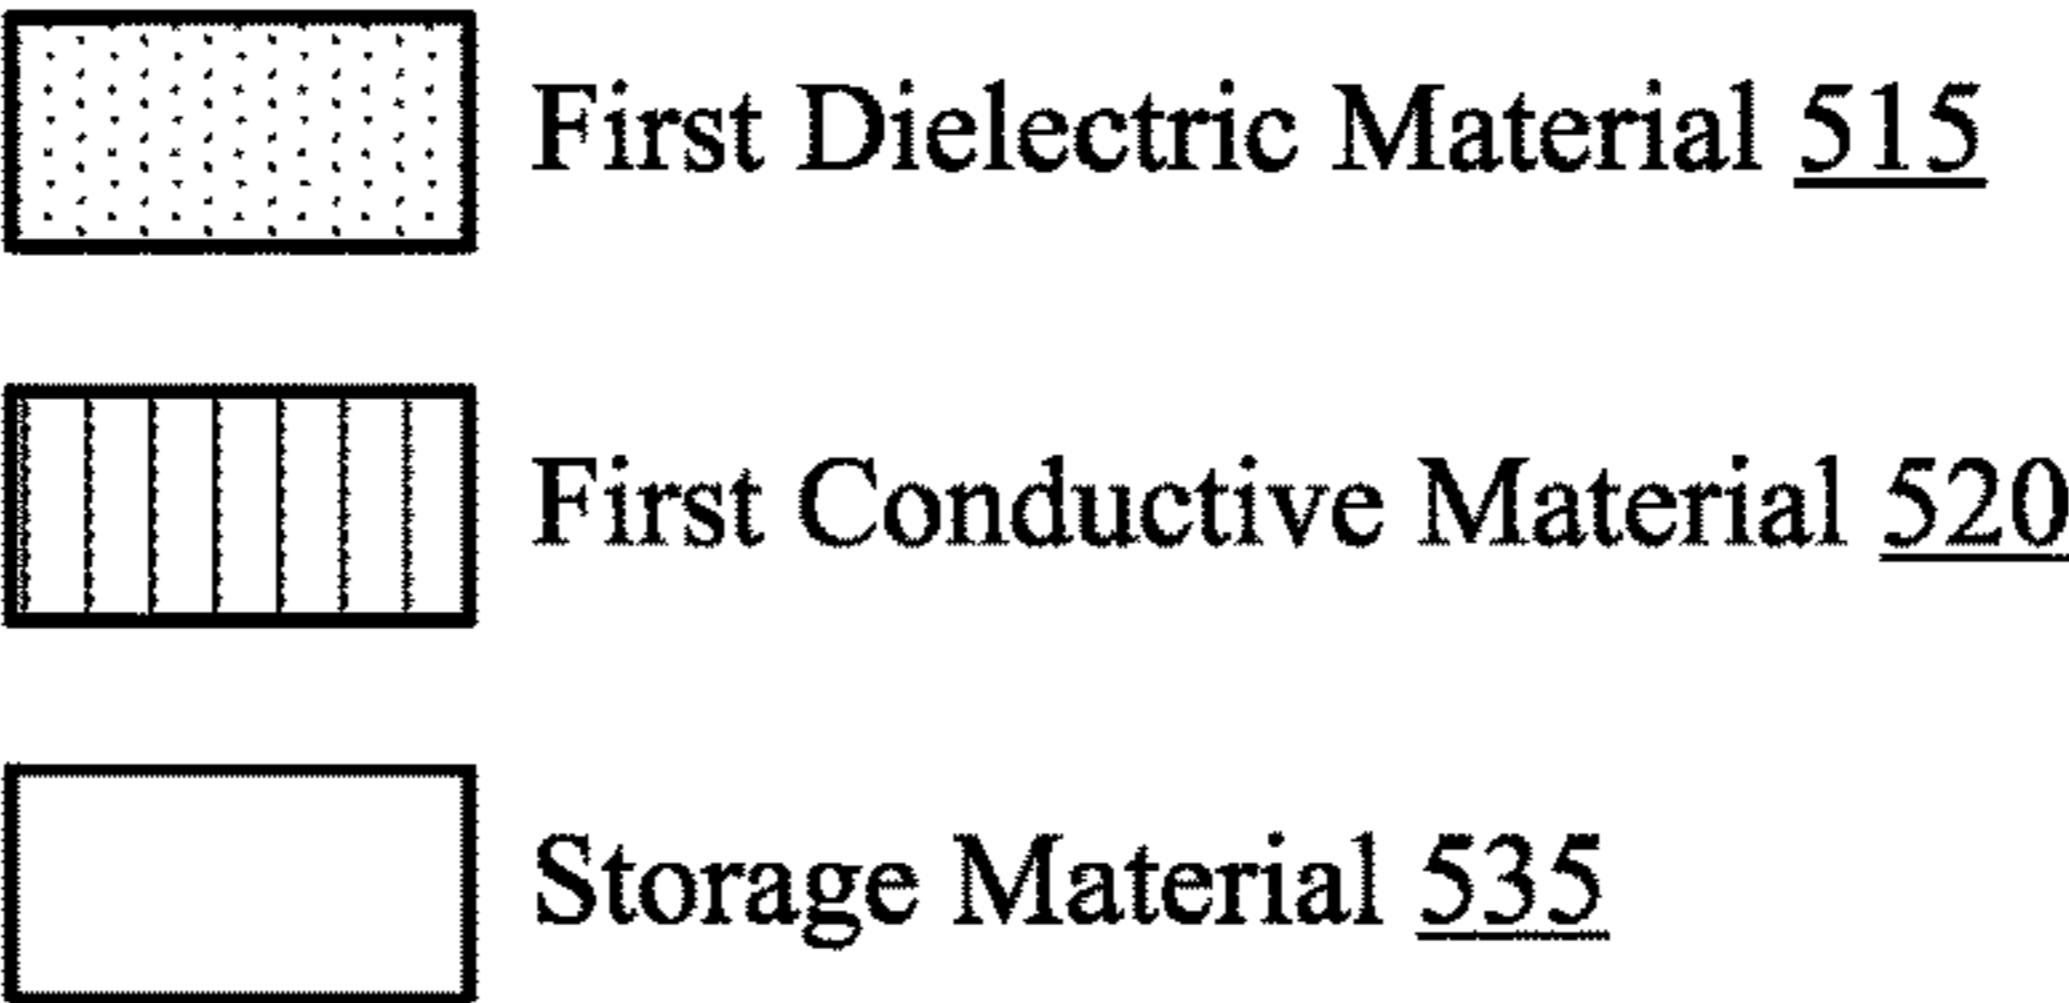 First Dielectric Material 515
First Conductive Material 520
Storage Material 535